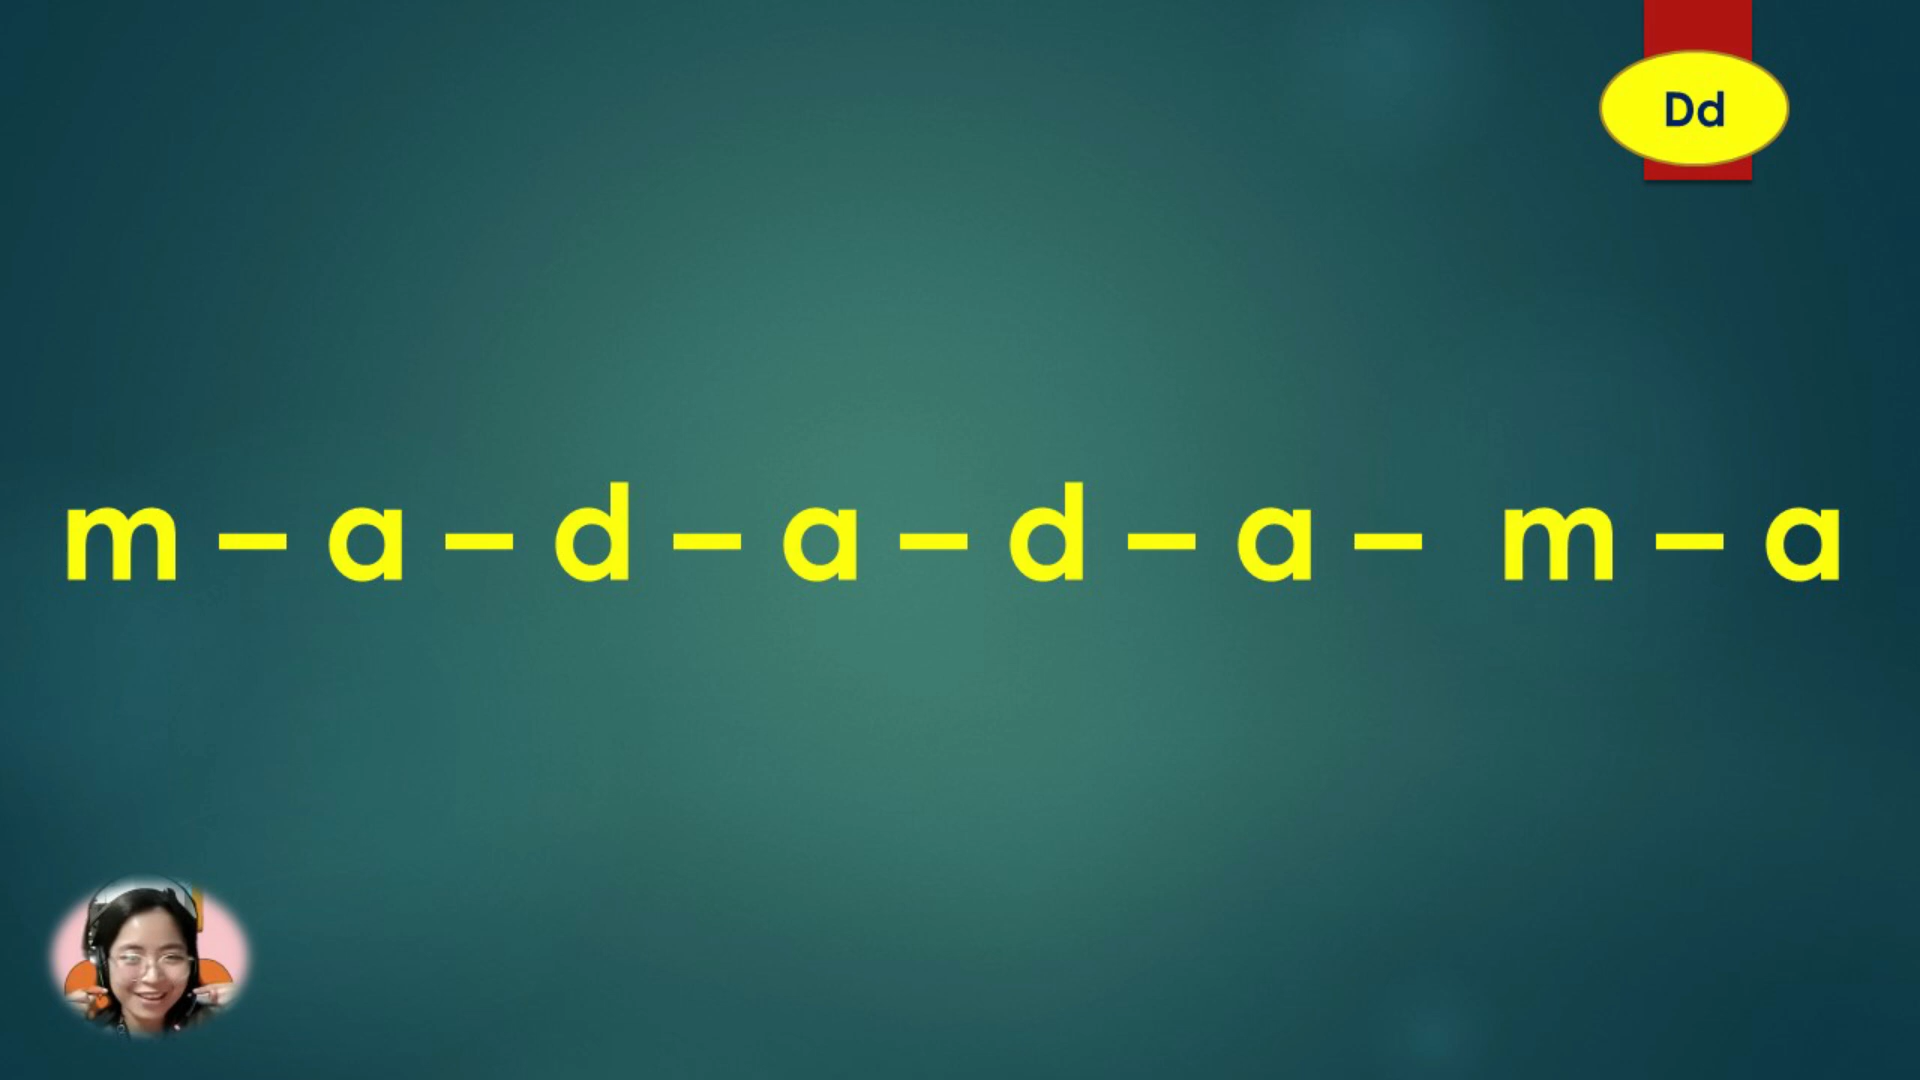 Dd
m – a – d – a – d – a – m – a